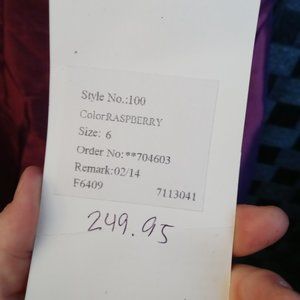 Style No.:100
ColorRASPBERRY
Size: 6
Order No:**704603
Remark:02/14
F6409 7113041
249.95